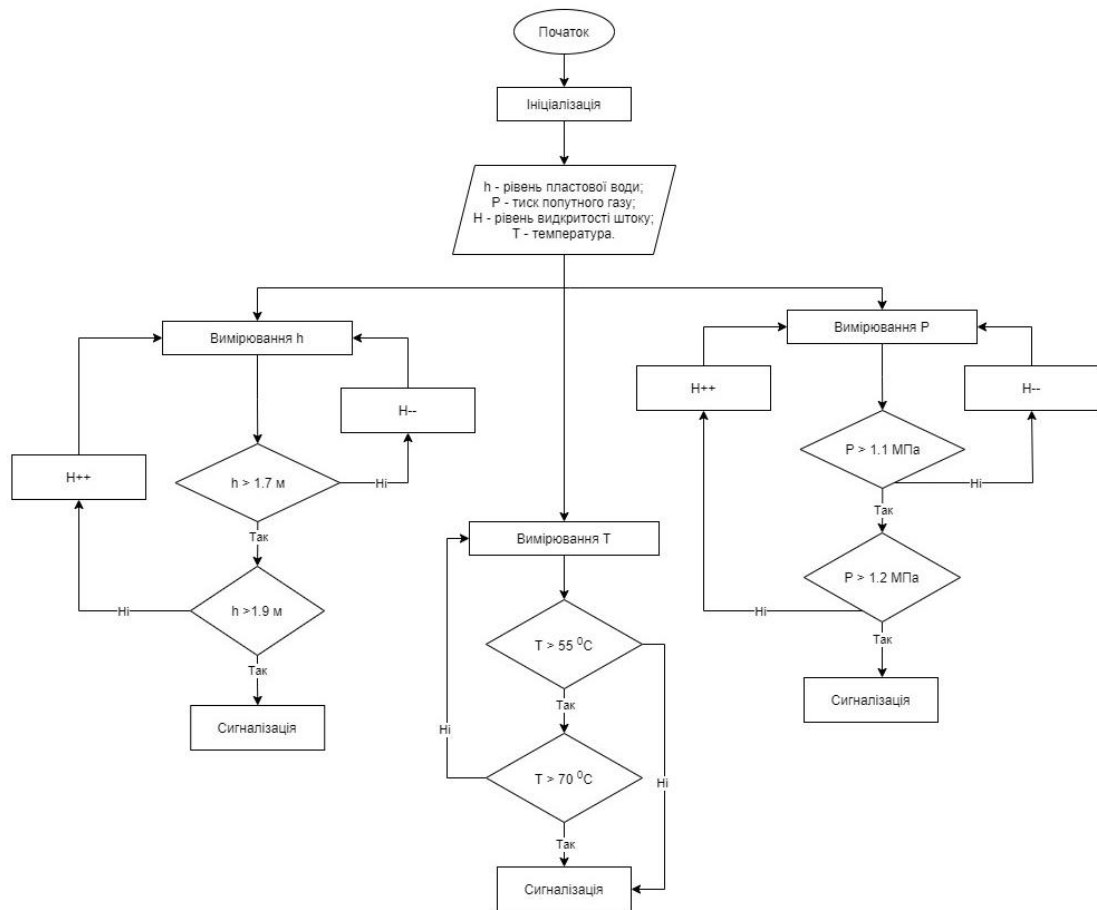 Початок
Ініціалізація
h - рівень пластової води;
P - тиск попутного газу;
H - рівень видкритості штоку;
T - температура.
Вимірювання h
H--
H++
h > 1.7 м
Ні
Так
h >1.9 м
Ні
Так
Сигналізація
Вимірювання T
T > 55 ⁰C
Так
Ні
T > 70 ⁰C
Ні
Так
Сигналізація
Вимірювання P
H++
H--
P > 1.1 МПа
Ні
Так
P > 1.2 МПа
Ні
Так
Сигналізація